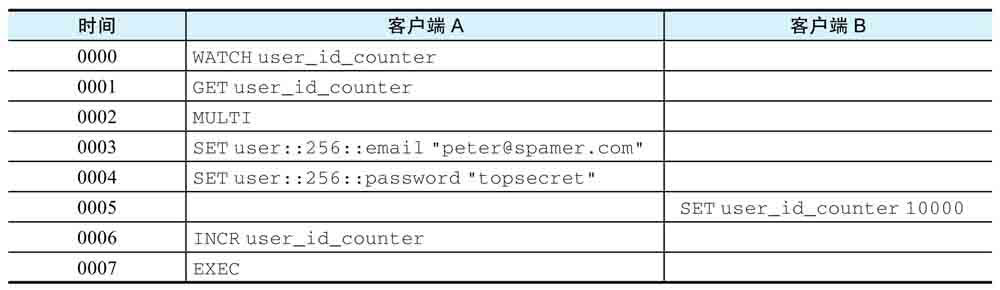 时间 客户端 A 客户端 B
0000 WATCH user_id_counter
0001 GET user_id_counter
0002 MULTI
0003 SET user::256::email "peter@spamer.com"
0004 SET user::256::password "topsecret"
0005 SET user_id_counter 10000
0006 INCR user_id_counter
0007 EXEC